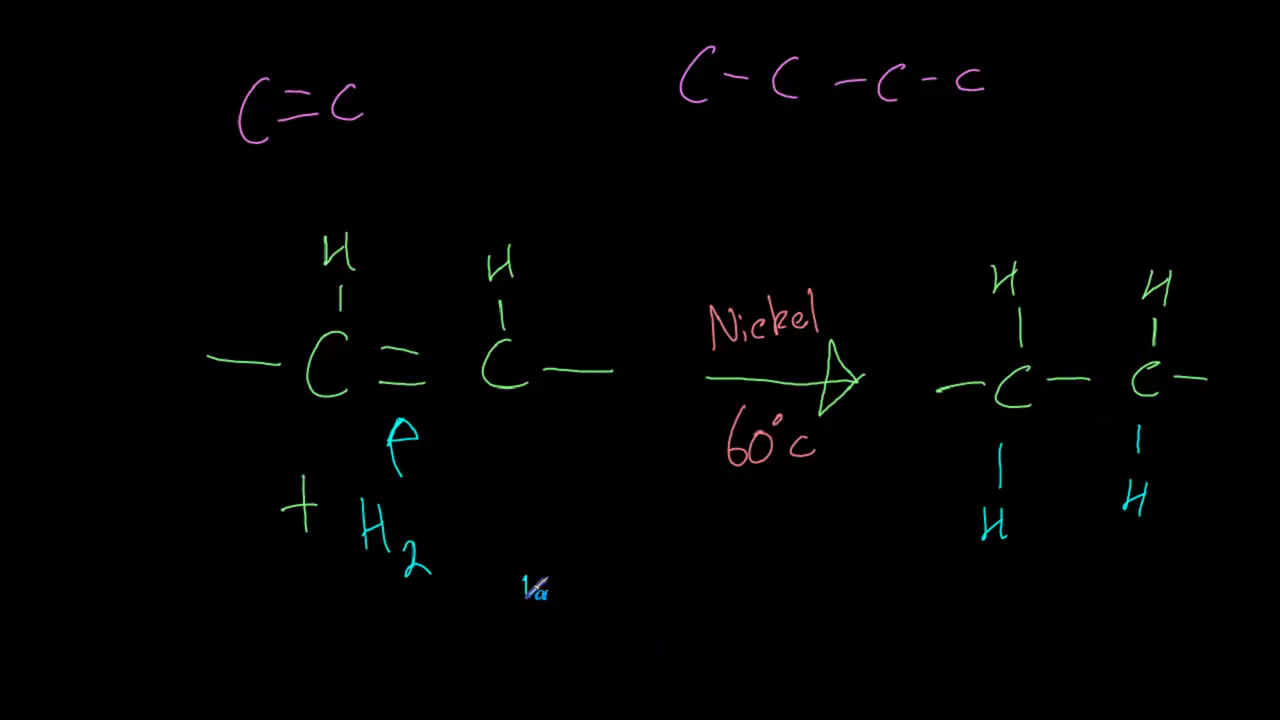 C=C
C-C-C-C
H H
-C=C-
+ H2
Nickel
60°C
H H
-C-C-
H H